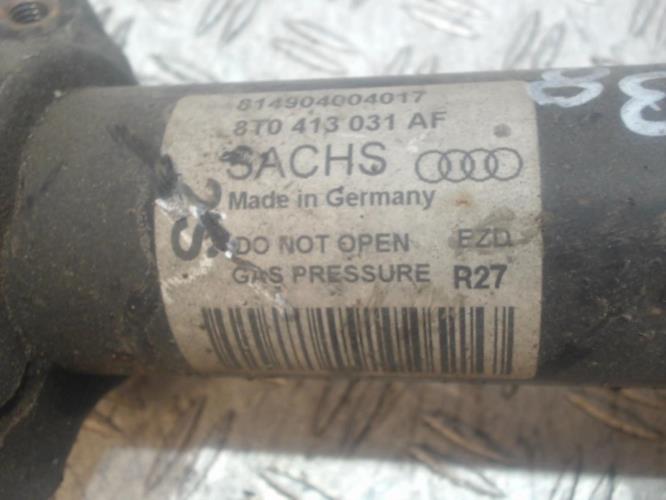 814904004017
8T0 413 031 AF
SACHS
Made in Germany
DO NOT OPEN EZD
GAS PRESSURE R27